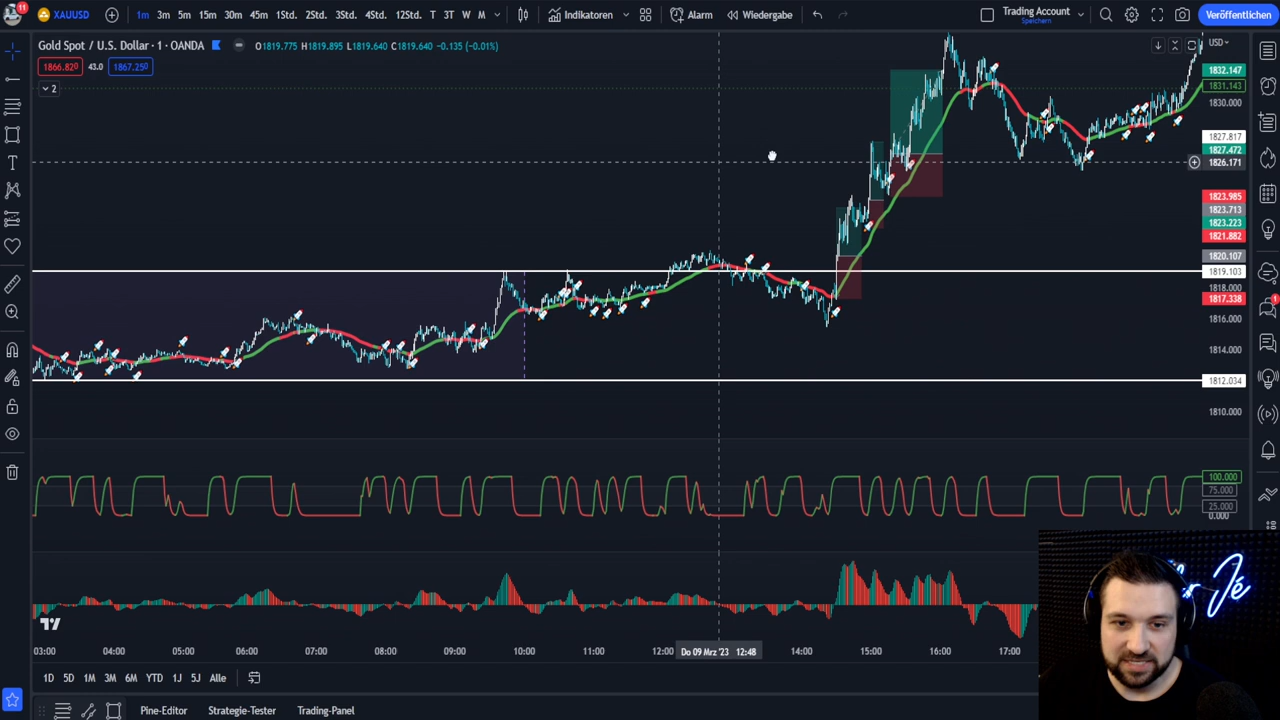 11
XAUUSD
1m 3m 5m 15m 30m 45m 1Std. 2Std. 3Std. 4Std. 12Std. T 3T W M
Indikatoren
Alarm
Wiedergabe
Trading Account
Speichern
Veröffentlichen
Gold Spot / U.S. Dollar · 1 · OANDA
O1819.775 H1819.895 L1819.640 C1819.640 −0.135 (−0.01%)
USD
1866.820 43.0 1867.250
2
1832.147
1831.143
1830.000
1827.817
1827.472
1826.171
1823.985
1823.713
1823.223
1821.882
1820.107
1819.103
1818.000
1817.338
1816.000
1814.000
1812.034
1810.000
1
100.000
75.000
25.000
0.000
03:00 04:00 05:00 06:00 07:00 08:00 09:00 10:00 11:00 12:00 Do 09 Mrz '23 12:48 14:00 15:00 16:00 17:00
1D 5D 1M 3M 6M YTD 1J 5J Alle
Pine-Editor Strategie-Tester Trading-Panel